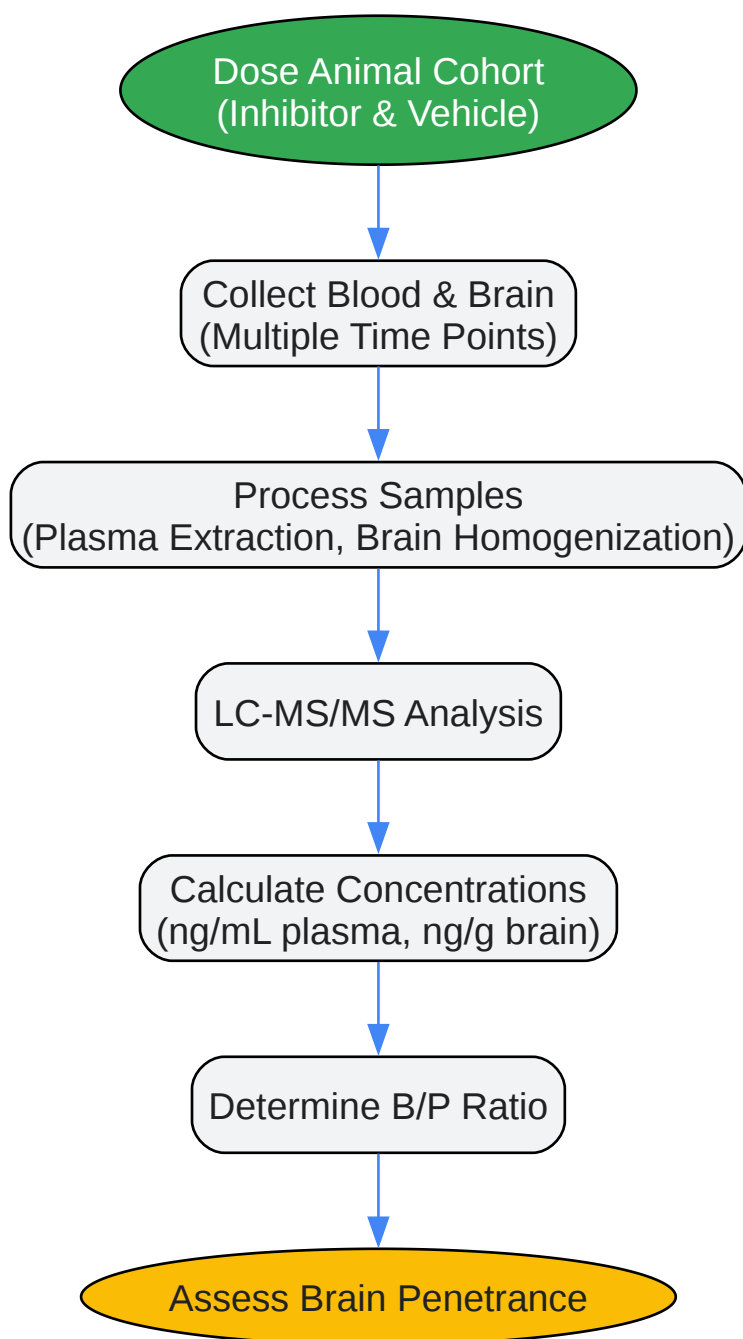 Dose Animal Cohort
(Inhibitor & Vehicle)
Collect Blood & Brain
(Multiple Time Points)
Process Samples
(Plasma Extraction, Brain Homogenization)
LC-MS/MS Analysis
Calculate Concentrations
(ng/mL plasma, ng/g brain)
Determine B/P Ratio
Assess Brain Penetrance